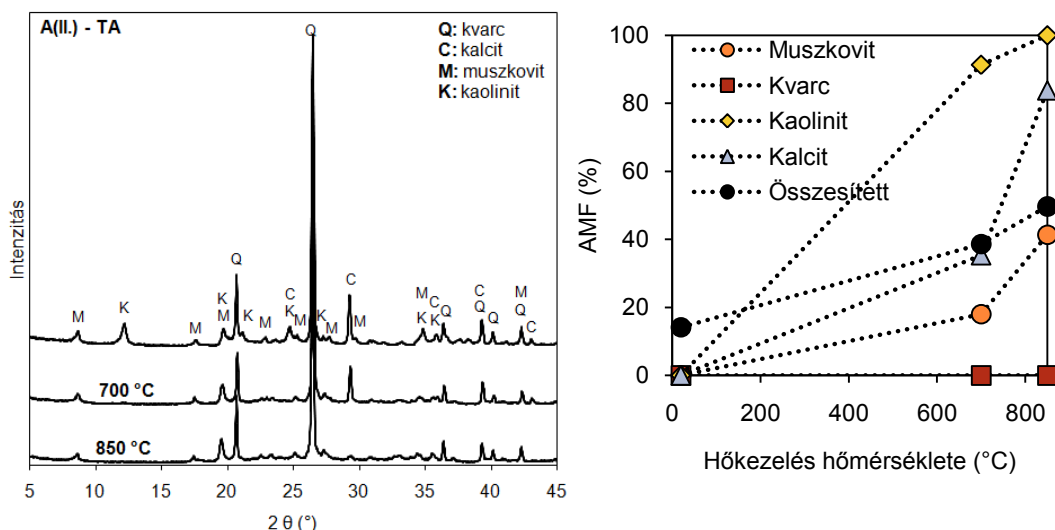 A(II.) - TA
Q
Q: kvarc
C: kalcit
M: muszkovit
K: kaolinit
Intenzitás
Q
M
K
M
K
M
K
M
C
K
M
K
M
C
M
M
K
C
K
Q
C
Q
Q
M
Q
C
700 °C
850 °C
5 10 15 20 25 30 35 40 45
2 θ (°)
AMF (%)
100
80
60
40
20
0
Muszkovit
Kvarc
Kaolinit
Kalcit
Összesített
0 200 400 600 800
Hőkezelés hőmérséklete (°C)